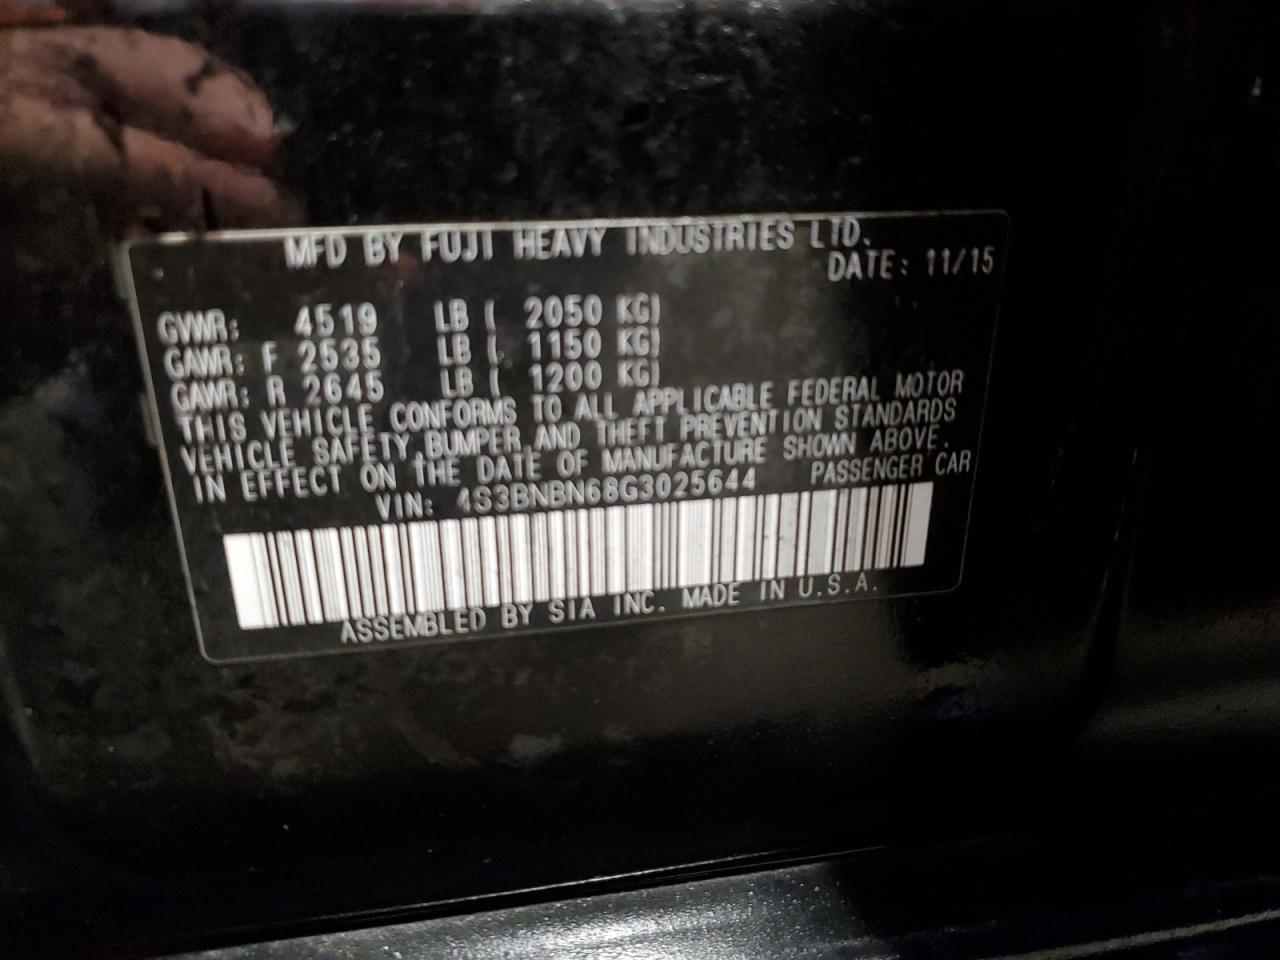 MFD BY FUJI HEAVY INDUSTRIES LTD.
DATE: 11/15
GVWR: 4519 LB ( 2050 KG)
GAWR: F 2535 LB ( 1150 KG)
GAWR: R 2645 LB ( 1200 KG)
THIS VEHICLE CONFORMS TO ALL APPLICABLE FEDERAL MOTOR
VEHICLE SAFETY,BUMPER,AND THEFT PREVENTION STANDARDS
IN EFFECT ON THE DATE OF MANUFACTURE SHOWN ABOVE.
VIN: 4S3BNBN68G3025644 PASSENGER CAR
ASSEMBLED BY SIA INC. MADE IN U.S.A.